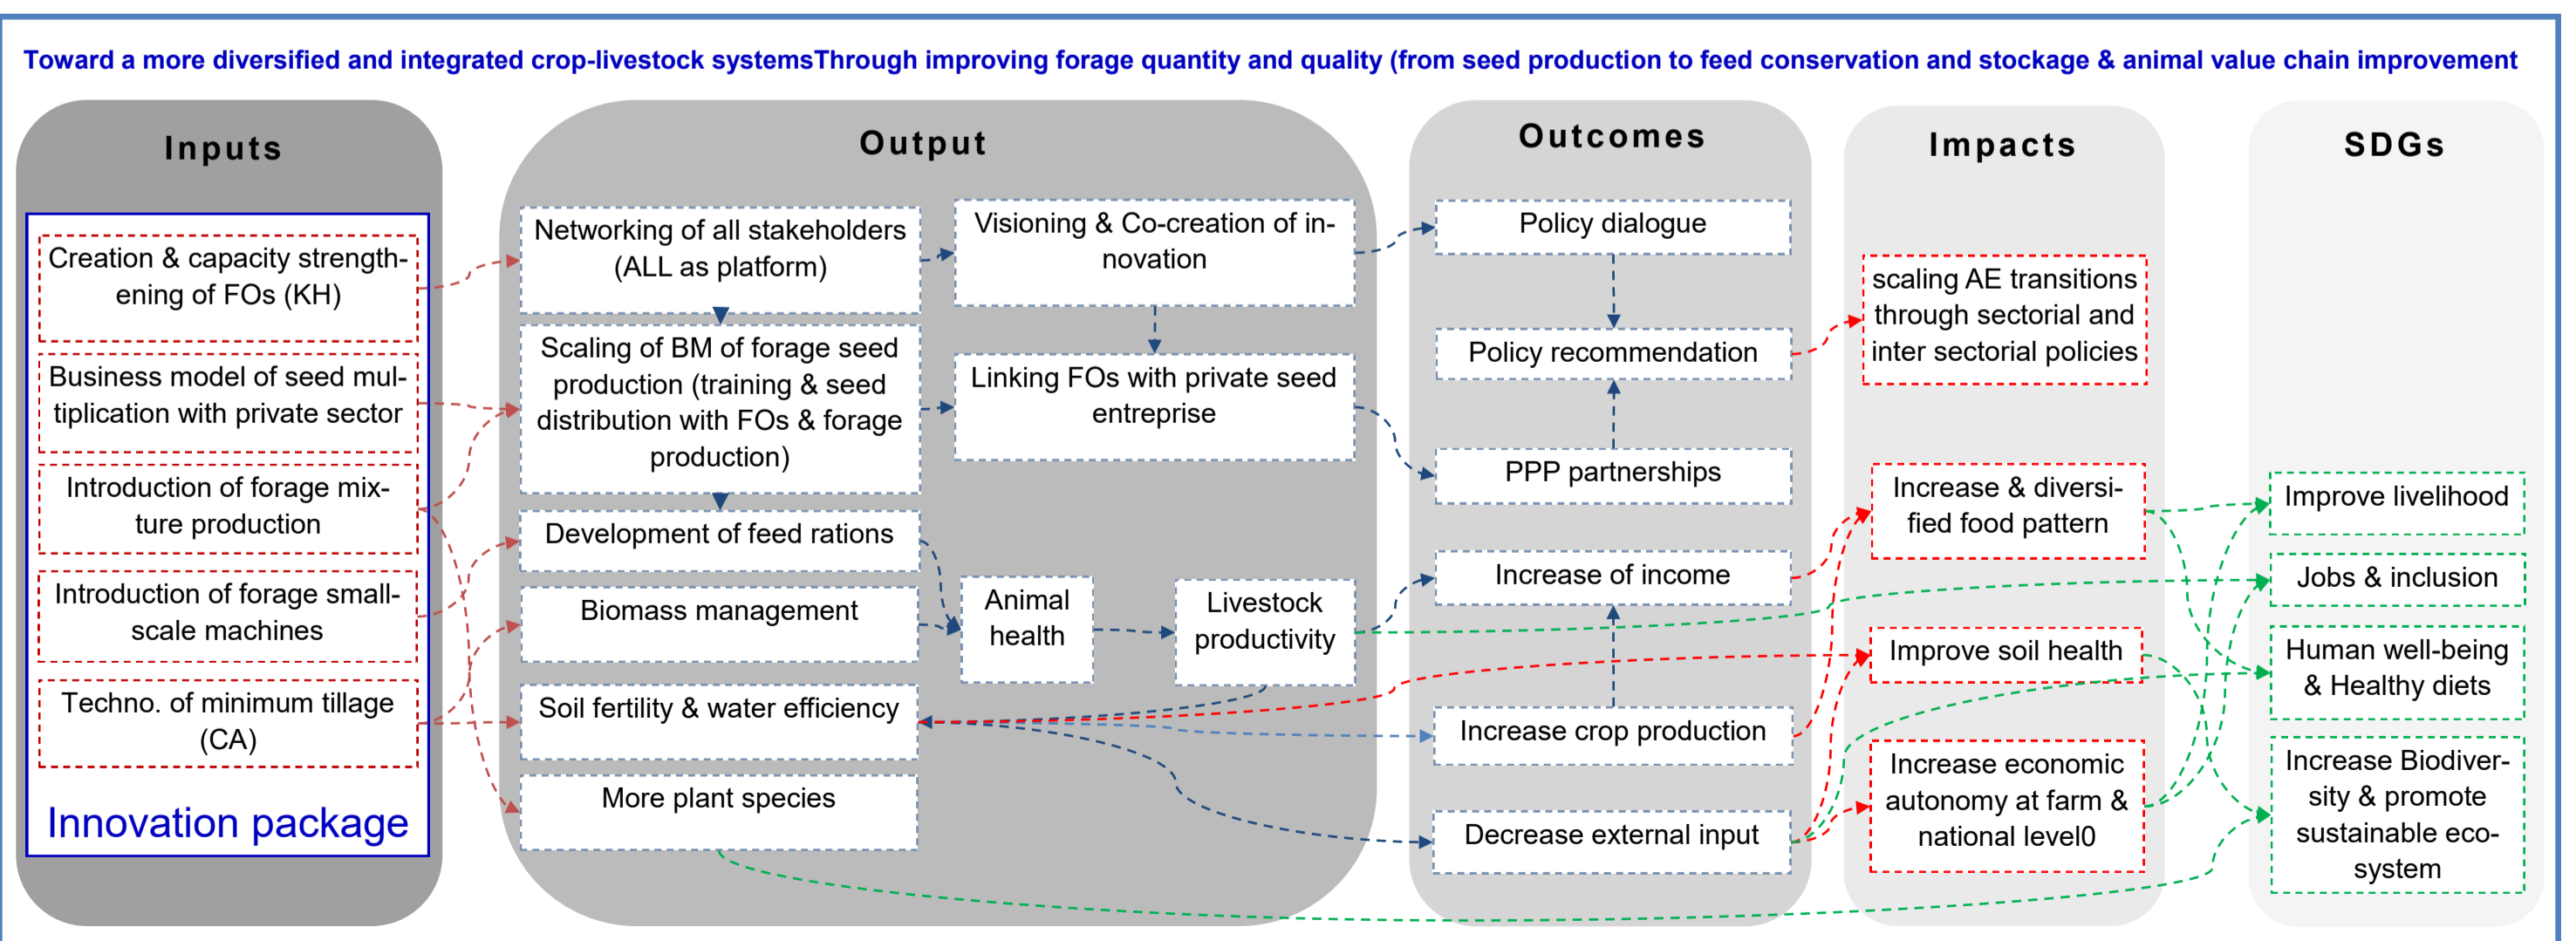 Toward a more diversified and integrated crop-livestock systemsThrough improving forage quantity and quality (from seed production to feed conservation and stockage & animal value chain improvement
Inputs
Creation & capacity strength-
ening of FOs (KH)
Business model of seed mul-
tiplication with private sector
Introduction of forage mix-
ture production
Introduction of forage small-
scale machines
Techno. of minimum tillage
(CA)
Innovation package
Output
Networking of all stakeholders
(ALL as platform)
Scaling of BM of forage seed
production (training & seed
distribution with FOs & forage
production)
Development of feed rations
Biomass management
Soil fertility & water efficiency
More plant species
Visioning & Co-creation of in-
novation
Linking FOs with private seed
entreprise
Animal
health
Livestock
productivity
Outcomes
Policy dialogue
Policy recommendation
PPP partnerships
Increase of income
Increase crop production
Decrease external input
Impacts
scaling AE transitions
through sectorial and
inter sectorial policies
Increase & diversi-
fied food pattern
Improve soil health
Increase economic
autonomy at farm &
national level0
SDGs
Improve livelihood
Jobs & inclusion
Human well-being
& Healthy diets
Increase Biodiver-
sity & promote
sustainable eco-
system